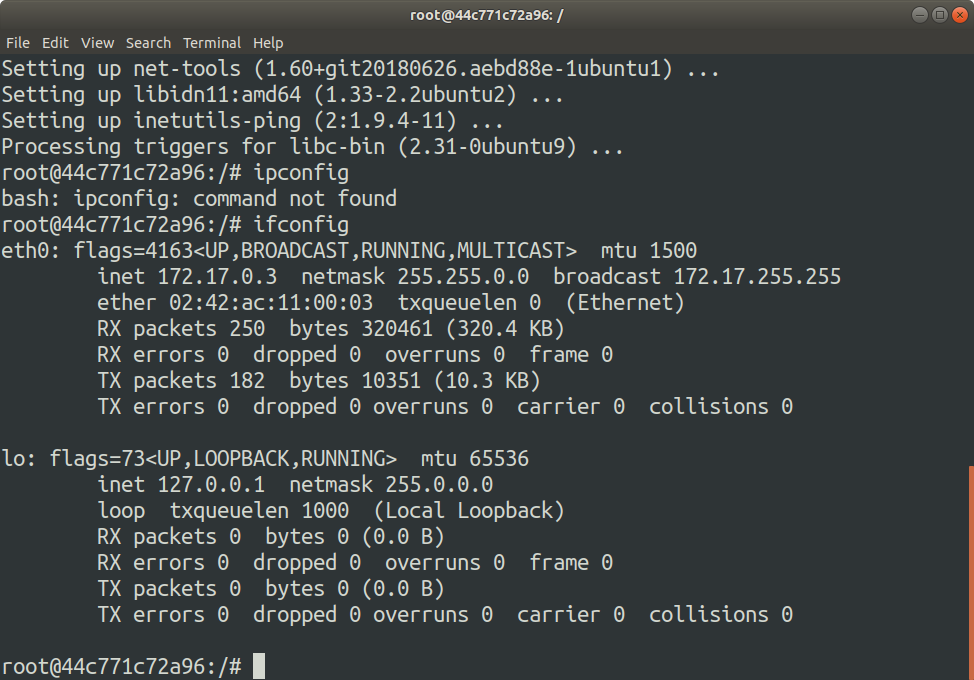 root@44c771c72a96: /
File Edit View Search Terminal Help
Setting up net-tools (1.60+git20180626.aebd88e-1ubuntu1) ...
Setting up libidn11:amd64 (1.33-2.2ubuntu2) ...
Setting up inetutils-ping (2:1.9.4-11) ...
Processing triggers for libc-bin (2.31-0ubuntu9) ...
root@44c771c72a96:/# ipconfig
bash: ipconfig: command not found
root@44c771c72a96:/# ifconfig
eth0: flags=4163<UP,BROADCAST,RUNNING,MULTICAST>  mtu 1500
        inet 172.17.0.3  netmask 255.255.0.0  broadcast 172.17.255.255
        ether 02:42:ac:11:00:03  txqueuelen 0  (Ethernet)
        RX packets 250  bytes 320461 (320.4 KB)
        RX errors 0  dropped 0  overruns 0  frame 0
        TX packets 182  bytes 10351 (10.3 KB)
        TX errors 0  dropped 0 overruns 0  carrier 0  collisions 0

lo: flags=73<UP,LOOPBACK,RUNNING>  mtu 65536
        inet 127.0.0.1  netmask 255.0.0.0
        loop  txqueuelen 1000  (Local Loopback)
        RX packets 0  bytes 0 (0.0 B)
        RX errors 0  dropped 0  overruns 0  frame 0
        TX packets 0  bytes 0 (0.0 B)
        TX errors 0  dropped 0 overruns 0  carrier 0  collisions 0

root@44c771c72a96:/#